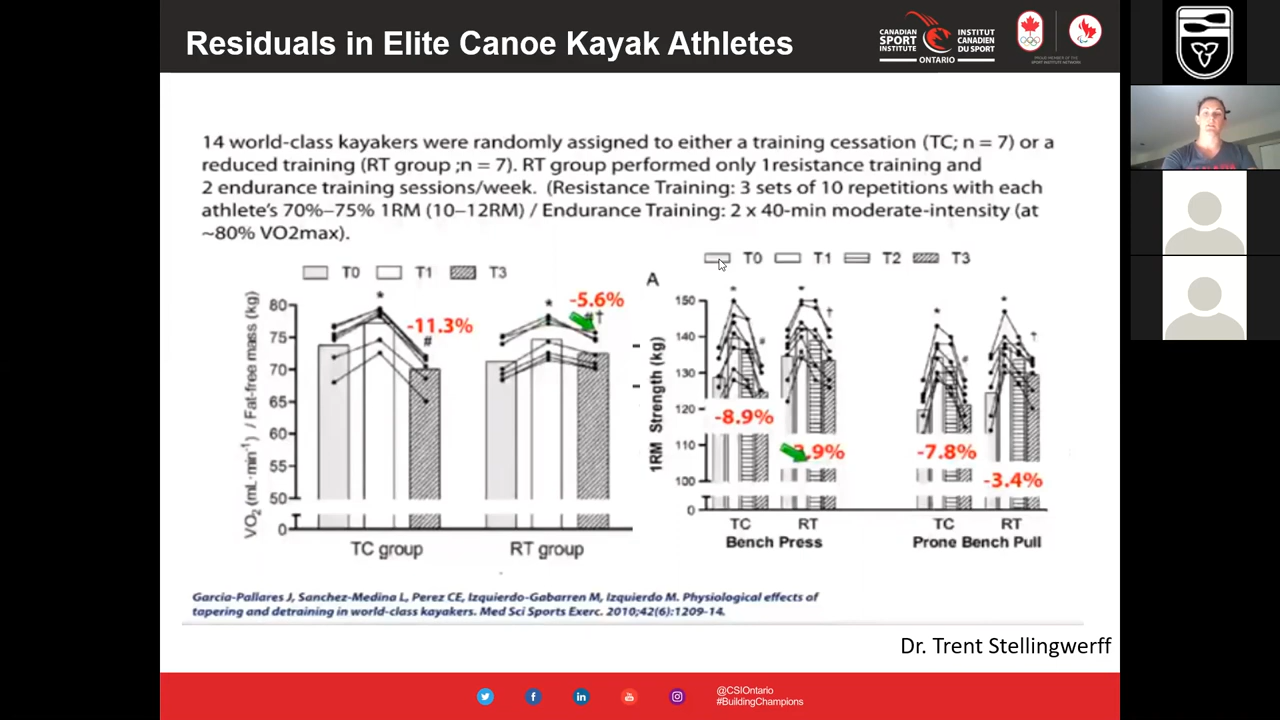 Residuals in Elite Canoe Kayak Athletes
CANADIAN SPORT INSTITUTE
INSTITUT CANADIEN DU SPORT
ONTARIO
14 world-class kayakers were randomly assigned to either a training cessation (TC; n = 7) or a
reduced training (RT group ;n = 7). RT group performed only 1resistance training and
2 endurance training sessions/week. (Resistance Training: 3 sets of 10 repetitions with each
athlete's 70%–75% 1RM (10–12RM) / Endurance Training: 2 x 40-min moderate-intensity (at
~80% VO2max).
T0 T1 T3
VO2 (mL·min-1) / Fat-free mass (kg)
80
75
70
65
60
55
50
0
* -11.3% #
* -5.6% #†
TC group RT group
A
T0 T1 T2 T3
1RM Strength (kg)
150
140
130
120
110
100
0
* # * † * # * †
-8.9%
.9%
-7.8%
-3.4%
TC RT TC RT
Bench Press Prone Bench Pull
Garcia-Pallares J, Sanchez-Medina L, Perez CE, Izquierdo-Gabarren M, Izquierdo M. Physiological effects of
tapering and detraining in world-class kayakers. Med Sci Sports Exerc. 2010;42(6):1209-14.
Dr. Trent Stellingwerff
@CSIOntario
#BuildingChampions